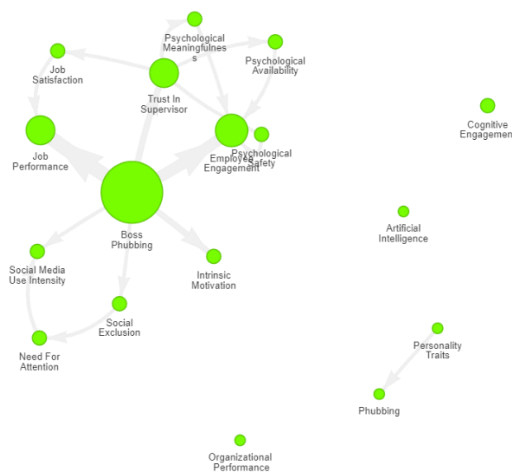 Psychological
Meaningfulnes
s
Job
Satisfaction
Psychological
Availability
Trust In
Supervisor
Cognitive
Engagement
Job
Performance
Employee
Engagement
Psychological
Safety
Artificial
Intelligence
Boss
Phubbing
Social Media
Use Intensity
Intrinsic
Motivation
Social
Exclusion
Need For
Attention
Personality
Traits
Phubbing
Organizational
Performance